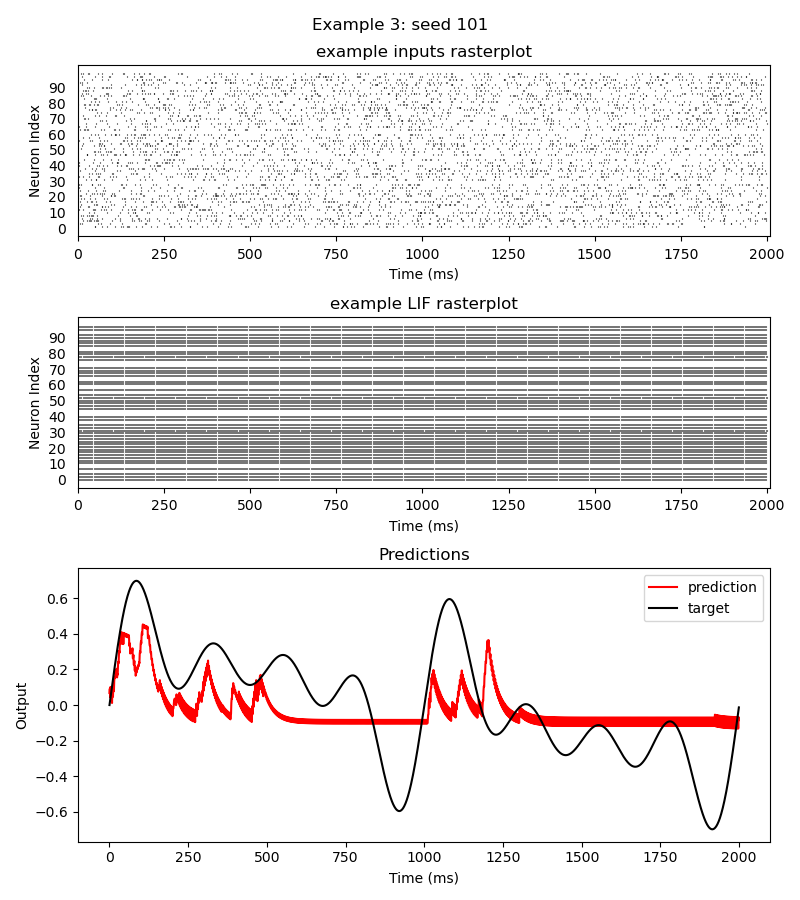 Example 3: seed 101
example inputs rasterplot
Neuron Index
90
80
70
60
50
40
30
20
10
0
0 250 500 750 1000 1250 1500 1750 2000
Time (ms)
example LIF rasterplot
Neuron Index
90
80
70
60
50
40
30
20
10
0
0 250 500 750 1000 1250 1500 1750 2000
Time (ms)
Predictions
prediction
target
Output
0.6
0.4
0.2
0.0
−0.2
−0.4
−0.6
0 250 500 750 1000 1250 1500 1750 2000
Time (ms)